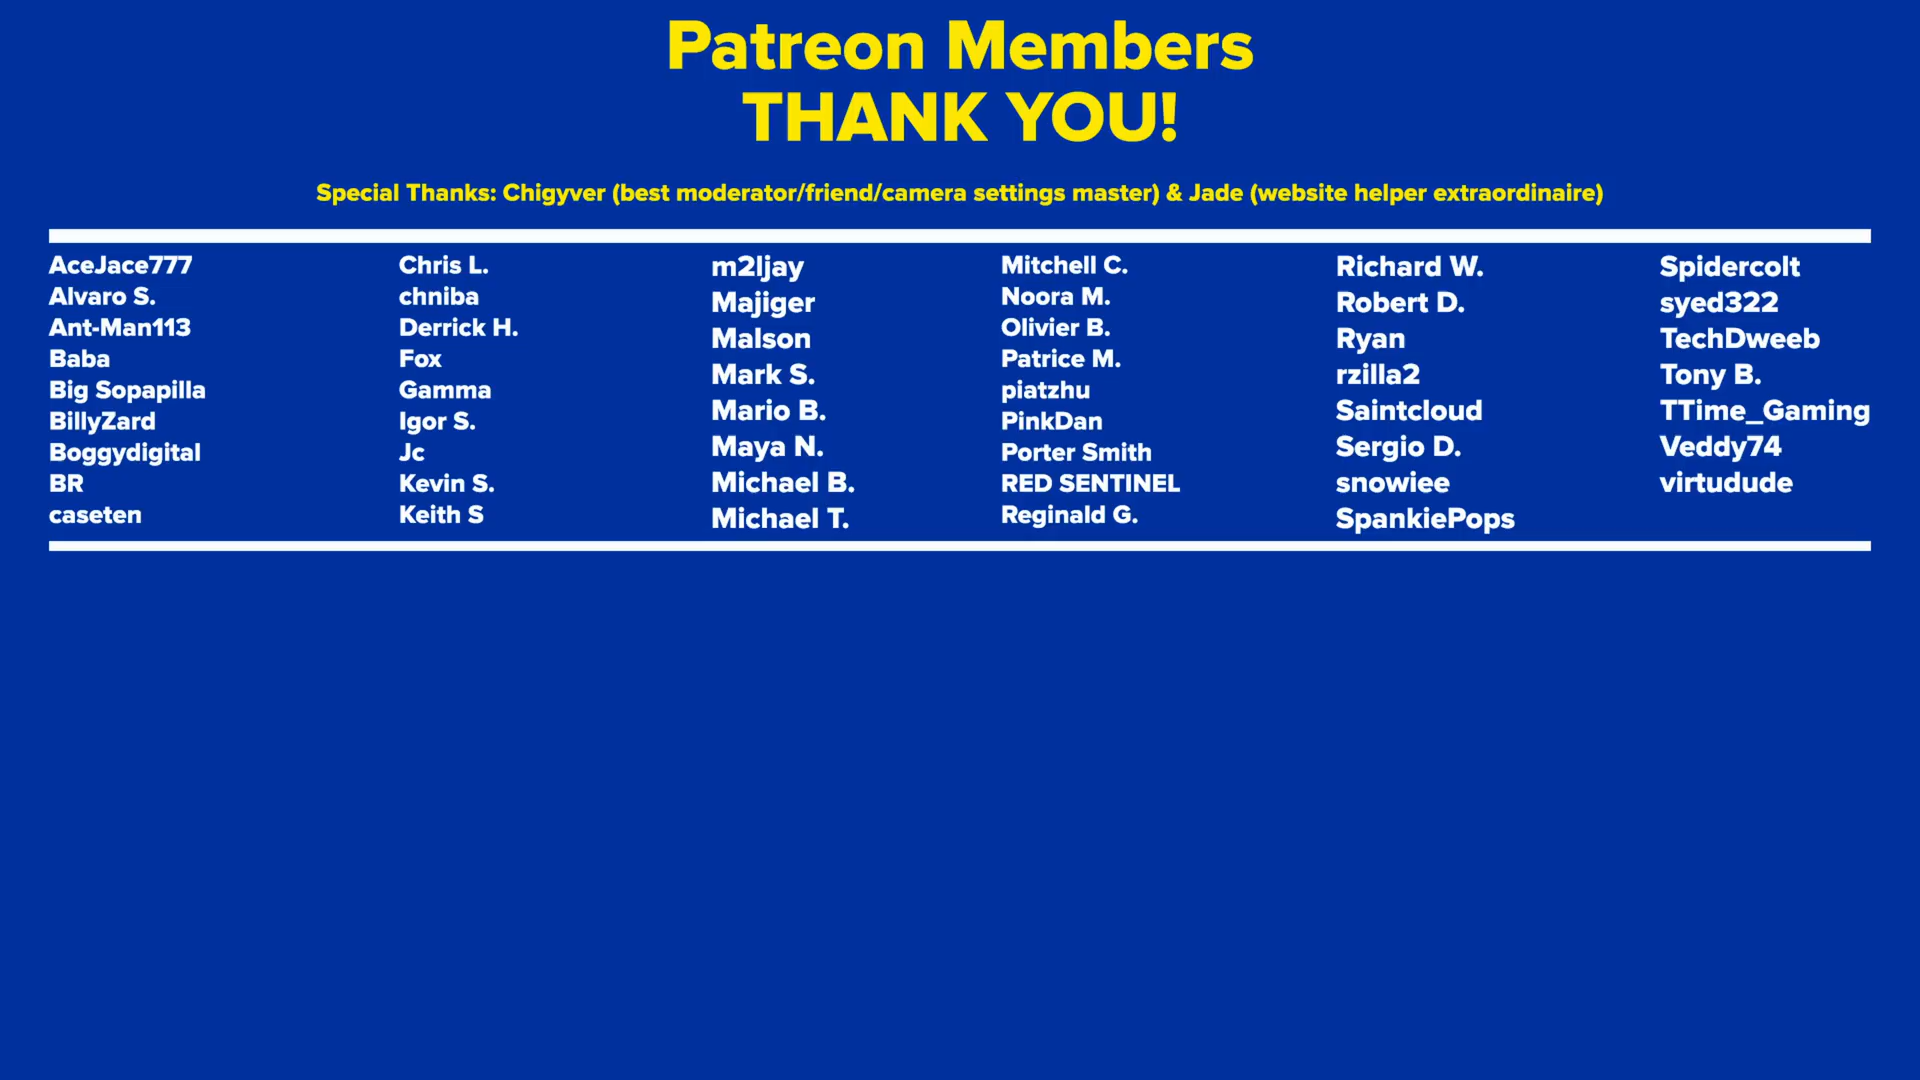 Patreon Members
THANK YOU!
Special Thanks: Chigyver (best moderator/friend/camera settings master) & Jade (website helper extraordinaire)
AceJace777
Alvaro S.
Ant-Man113
Baba
Big Sopapilla
BillyZard
Boggydigital
BR
caseten
Chris L.
chniba
Derrick H.
Fox
Gamma
Igor S.
Jc
Kevin S.
Keith S
m2ljay
Majiger
Malson
Mark S.
Mario B.
Maya N.
Michael B.
Michael T.
Mitchell C.
Noora M.
Olivier B.
Patrice M.
piatzhu
PinkDan
Porter Smith
RED SENTINEL
Reginald G.
Richard W.
Robert D.
Ryan
rzilla2
Saintcloud
Sergio D.
snowiee
SpankiePops
Spidercolt
syed322
TechDweeb
Tony B.
TTime_Gaming
Veddy74
virtudude